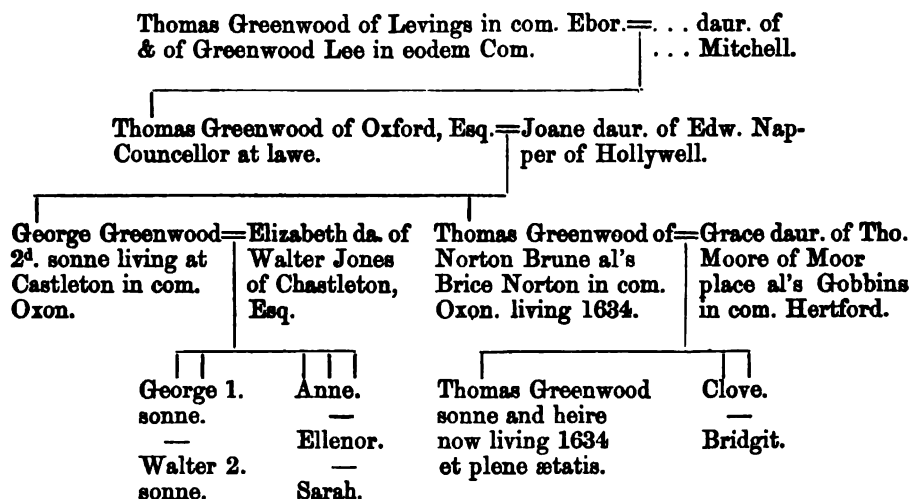 Thomas Greenwood of Levings in com. Ebor.=. . . daur. of
& of Greenwood Lee in eodem Com. . . . Mitchell.
Thomas Greenwood of Oxford, Esq.=Joane daur. of Edw. Nap-
Councellor at lawe. per of Hollywell.
George Greenwood=Elizabeth da. of
2d. sonne living at Walter Jones
Castleton in com. of Chastleton,
Oxon. Esq.
Thomas Greenwood of=Grace daur. of Tho.
Norton Brune al's Moore of Moor
Brice Norton in com. place al's Gobbins
Oxon. living 1634. in com. Hertford.
George 1.
sonne.
—
Walter 2.
sonne.
Anne.
—
Ellenor.
—
Sarah.
Thomas Greenwood
sonne and heire
now living 1634
et plene ætatis.
Clove.
—
Bridgit.